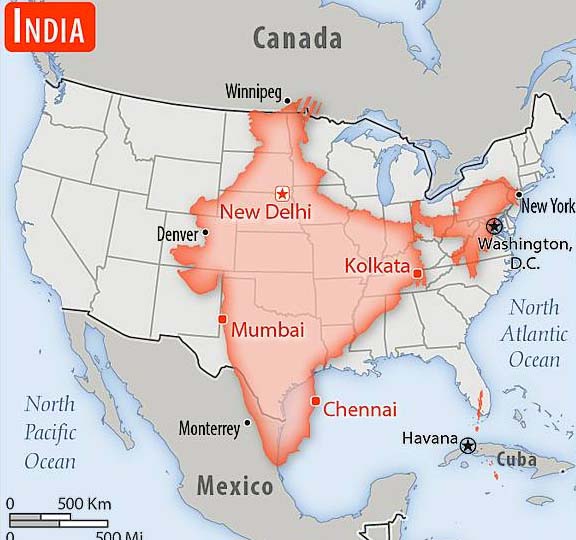 INDIA
Canada
Winnipeg
New York
New Delhi
Denver
Washington,
D.C.
Kolkata
Mumbai
North
Atlantic
Ocean
Chennai
North
Pacific
Ocean
Monterrey
Havana
Cuba
Mexico
0 500 Km
0 500 Mi